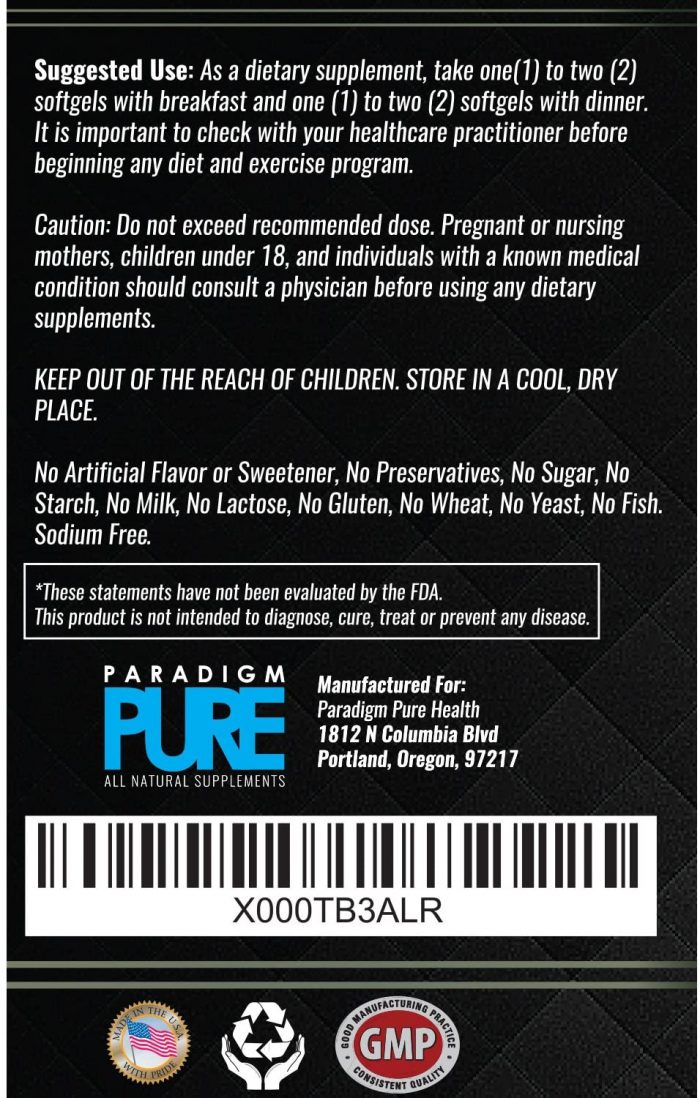 Suggested Use: As a dietary supplement, take one(1) to two (2)
softgels with breakfast and one (1) to two (2) softgels with dinner.
It is important to check with your healthcare practitioner before
beginning any diet and exercise program.
Caution: Do not exceed recommended dose. Pregnant or nursing
mothers, children under 18, and individuals with a known medical
condition should consult a physician before using any dietary
supplements.
KEEP OUT OF THE REACH OF CHILDREN. STORE IN A COOL, DRY
PLACE.
No Artificial Flavor or Sweetener, No Preservatives, No Sugar, No
Starch, No Milk, No Lactose, No Gluten, No Wheat, No Yeast, No Fish.
Sodium Free.
*These statements have not been evaluated by the FDA.
This product is not intended to diagnose, cure, treat or prevent any disease.
PARADIGM
PURE
ALL NATURAL SUPPLEMENTS
Manufactured For:
Paradigm Pure Health
1812 N Columbia Blvd
Portland, Oregon, 97217
X000TB3ALR
MADE IN THE U.S.A
WITH PRIDE
GOOD MANUFACTURING PRACTICE
GMP
CONSISTENT QUALITY